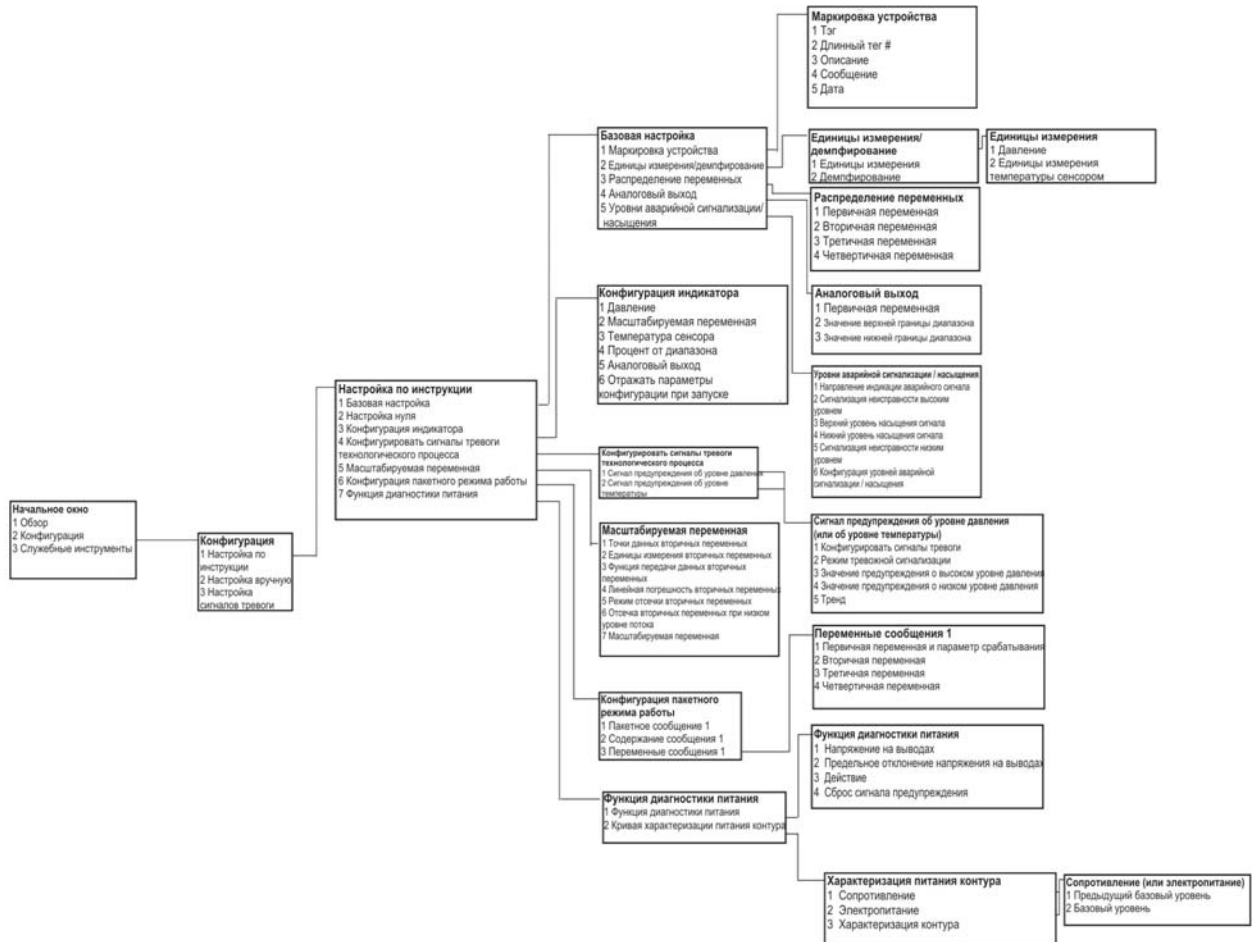 Начальное окно
1 Обзор
2 Конфигурация
3 Служебные инструменты
Конфигурация
1 Настройка по
инструкции
2 Настройка вручную
3 Настройка
сигналов тревоги
Настройка по инструкции
1 Базовая настройка
2 Настройка нуля
3 Конфигурация индикатора
4 Конфигурировать сигналы тревоги
технологического процесса
5 Масштабируемая переменная
6 Конфигурация пакетного режима работы
7 Функция диагностики питания
Базовая настройка
1 Маркировка устройства
2 Единицы измерения/демпфирование
3 Распределение переменных
4 Аналоговый выход
5 Уровни аварийной сигнализации/
насыщения
Конфигурация индикатора
1 Давление
2 Масштабируемая переменная
3 Температура сенсора
4 Процент от диапазона
5 Аналоговый выход
6 Отражать параметры
конфигурации при запуске
Конфигурировать сигналы тревоги
технологического процесса
1 Сигнал предупреждения об уровне давления
2 Сигнал предупреждения об уровне
температуры
Масштабируемая переменная
1 Точки данных вторичных переменных
2 Единицы измерения вторичных переменных
3 Функция передачи данных вторичных
переменных
4 Линейная погрешность вторичных переменных
5 Режим отсечки вторичных переменных
6 Отсечка вторичных переменных при низком
уровне потока
7 Масштабируемая переменная
Конфигурация пакетного
режима работы
1 Пакетное сообщение 1
2 Содержание сообщения 1
3 Переменные сообщения 1
Функция диагностики питания
1 Функция диагностики питания
2 Кривая характеризации питания контура
Маркировка устройства
1 Тэг
2 Длинный тег #
3 Описание
4 Сообщение
5 Дата
Единицы измерения/
демпфирование
1 Единицы измерения
2 Демпфирование
Единицы измерения
1 Давление
2 Единицы измерения
температуры сенсором
Распределение переменных
1 Первичная переменная
2 Вторичная переменная
3 Третичная переменная
4 Четвертичная переменная
Аналоговый выход
1 Первичная переменная
2 Значение верхней границы диапазона
3 Значение нижней границы диапазона
Уровни аварийной сигнализации / насыщения
1 Направление индикации аварийного сигнала
2 Сигнализация неисправности высоким
уровнем
3 Верхний уровень насыщения сигнала
4 Нижний уровень насыщения сигнала
5 Сигнализация неисправности низким
уровнем
6 Конфигурация уровней аварийной
сигнализации / насыщения
Сигнал предупреждения об уровне давления
(или об уровне температуры)
1 Конфигурировать сигналы тревоги
2 Режим тревожной сигнализации
3 Значение предупреждения о высоком уровне давления
4 Значение предупреждения о низком уровне давления
5 Тренд
Переменные сообщения 1
1 Первичная переменная и параметр срабатывания
2 Вторичная переменная
3 Третичная переменная
4 Четвертичная переменная
Функция диагностики питания
1 Напряжение на выводах
2 Предельное отклонение напряжения на выводах
3 Действие
4 Сброс сигнала предупреждения
Характеризация питания контура
1 Сопротивление
2 Электропитание
3 Характеризация контура
Сопротивление (или электропитание)
1 Предыдущий базовый уровень
2 Базовый уровень